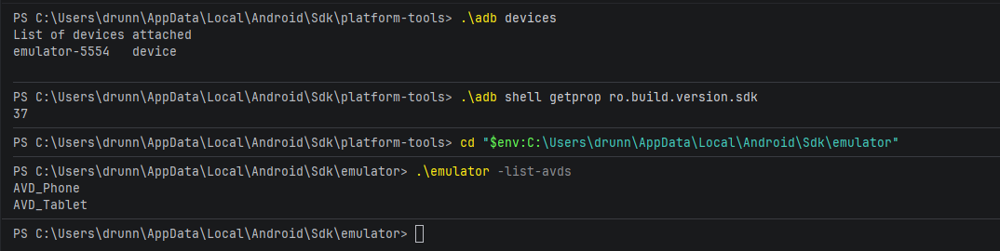 PS C:\Users\drunn\AppData\Local\Android\Sdk\platform-tools> .\adb devices
List of devices attached
emulator-5554   device
PS C:\Users\drunn\AppData\Local\Android\Sdk\platform-tools> .\adb shell getprop ro.build.version.sdk
37
PS C:\Users\drunn\AppData\Local\Android\Sdk\platform-tools> cd "$env:C:\Users\drunn\AppData\Local\Android\Sdk\emulator"
PS C:\Users\drunn\AppData\Local\Android\Sdk\emulator> .\emulator -list-avds
AVD_Phone
AVD_Tablet
PS C:\Users\drunn\AppData\Local\Android\Sdk\emulator>